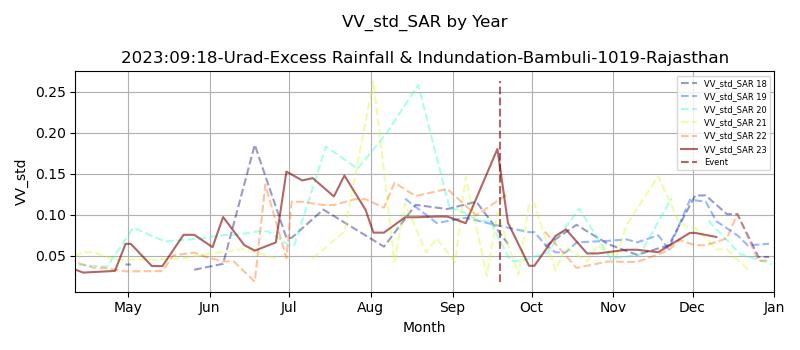 VV_std_SAR by Year
2023:09:18-Urad-Excess Rainfall & Indundation-Bambuli-1019-Rajasthan
VV_std
0.25
0.20
0.15
0.10
0.05
VV_std_SAR 18
VV_std_SAR 19
VV_std_SAR 20
VV_std_SAR 21
VV_std_SAR 22
VV_std_SAR 23
Event
May Jun Jul Aug Sep Oct Nov Dec Jan
Month